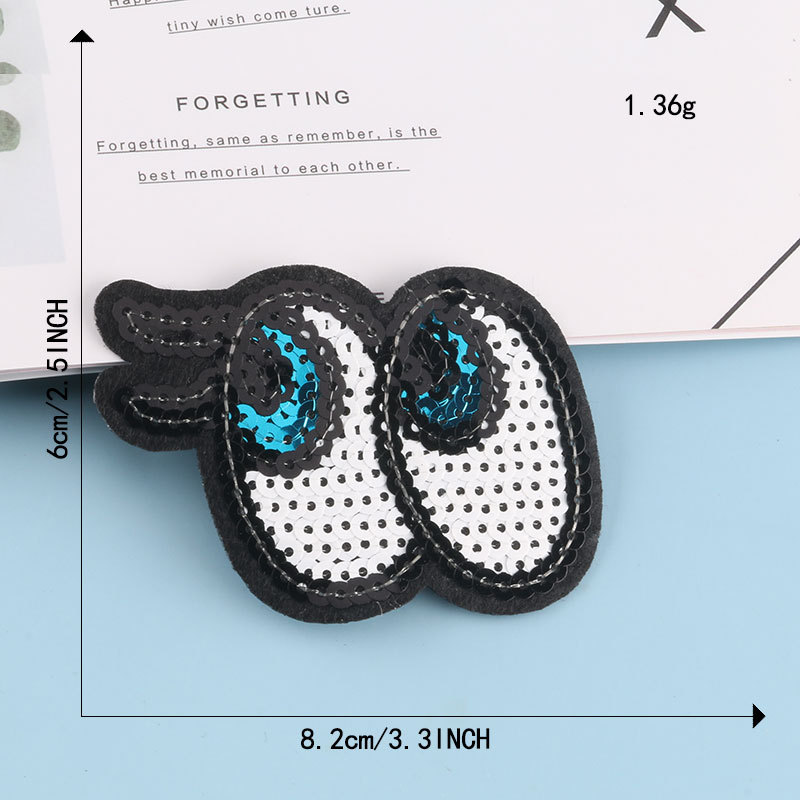 tiny wish come ture.
FORGETTING
Forgetting, same as remember, is the
best memorial to each other.
1.36g
6cm/2.5INCH
8.2cm/3.3INCH